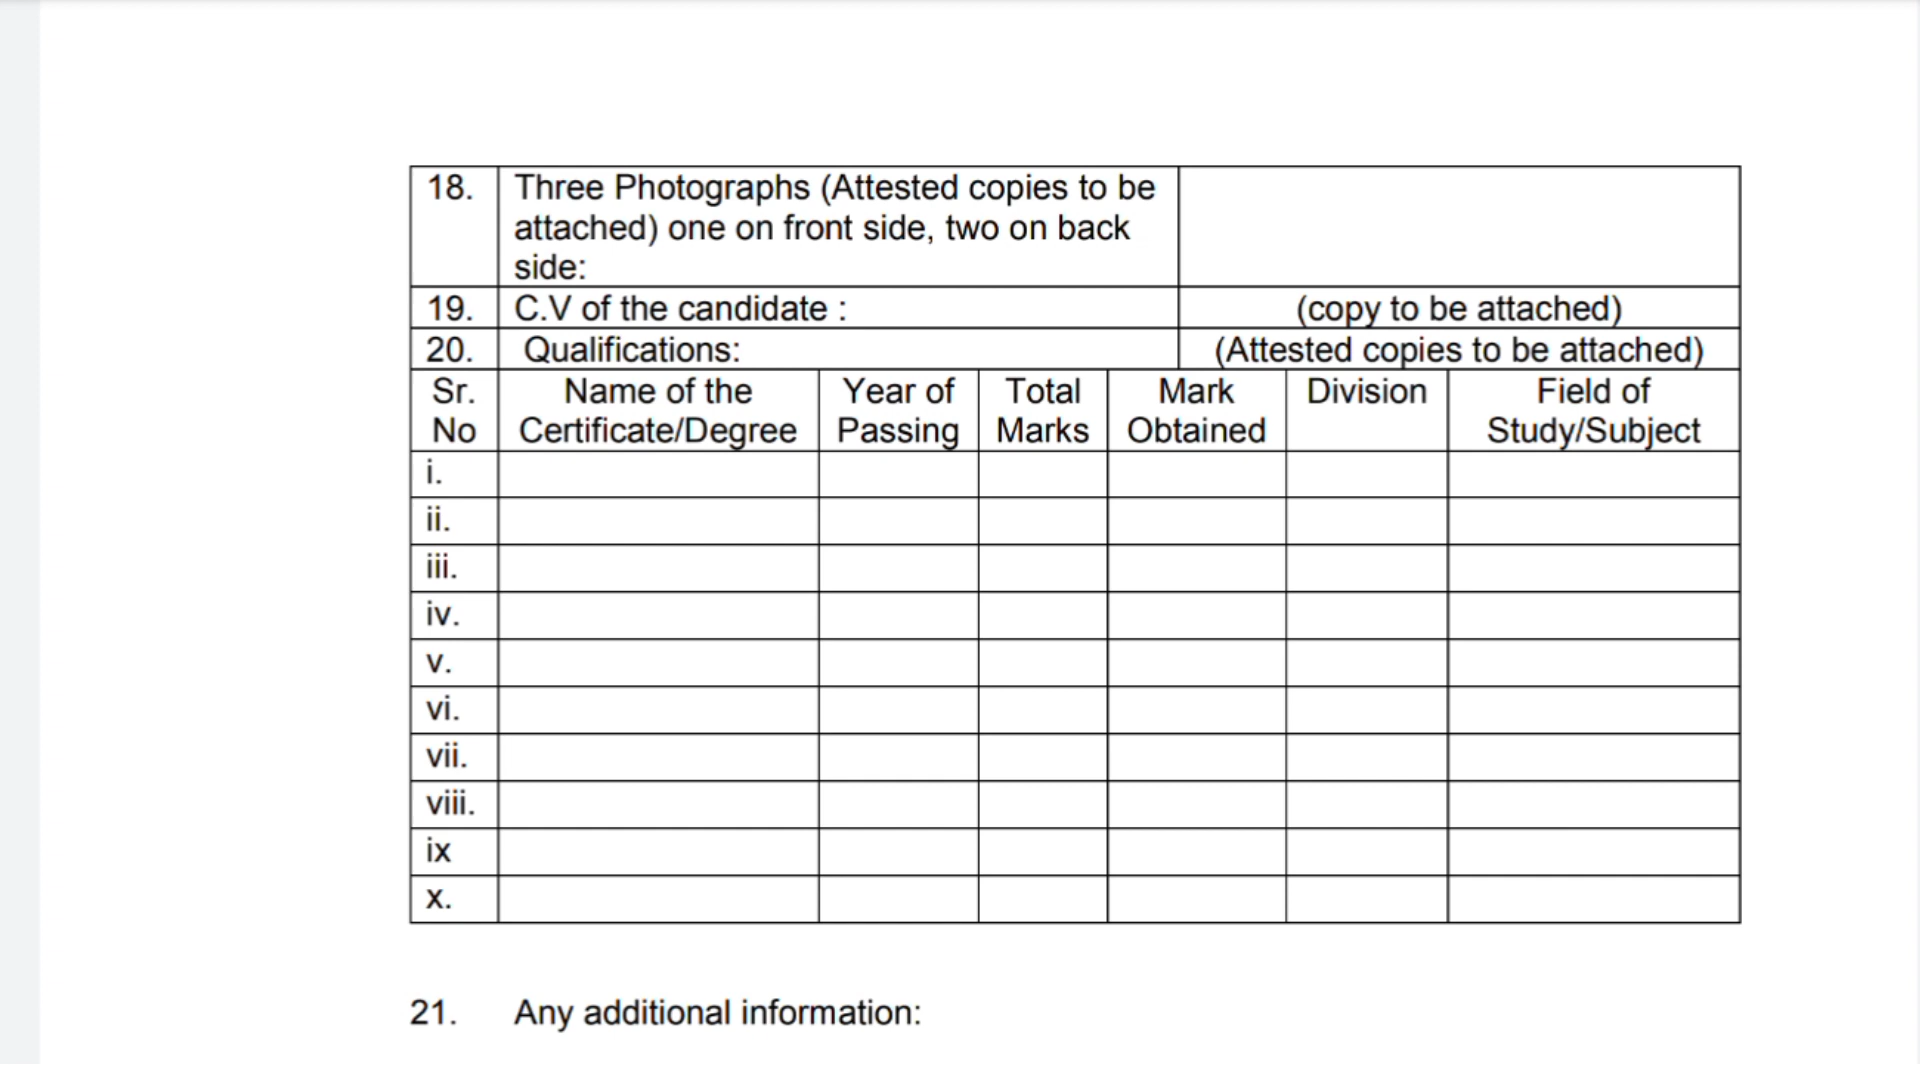 18. Three Photographs (Attested copies to be
attached) one on front side, two on back
side:
19. C.V of the candidate : (copy to be attached)
20. Qualifications: (Attested copies to be attached)
Sr. Name of the Year of Total Mark Division Field of
No Certificate/Degree Passing Marks Obtained Study/Subject
i.
ii.
iii.
iv.
v.
vi.
vii.
viii.
ix
x.
21. Any additional information: